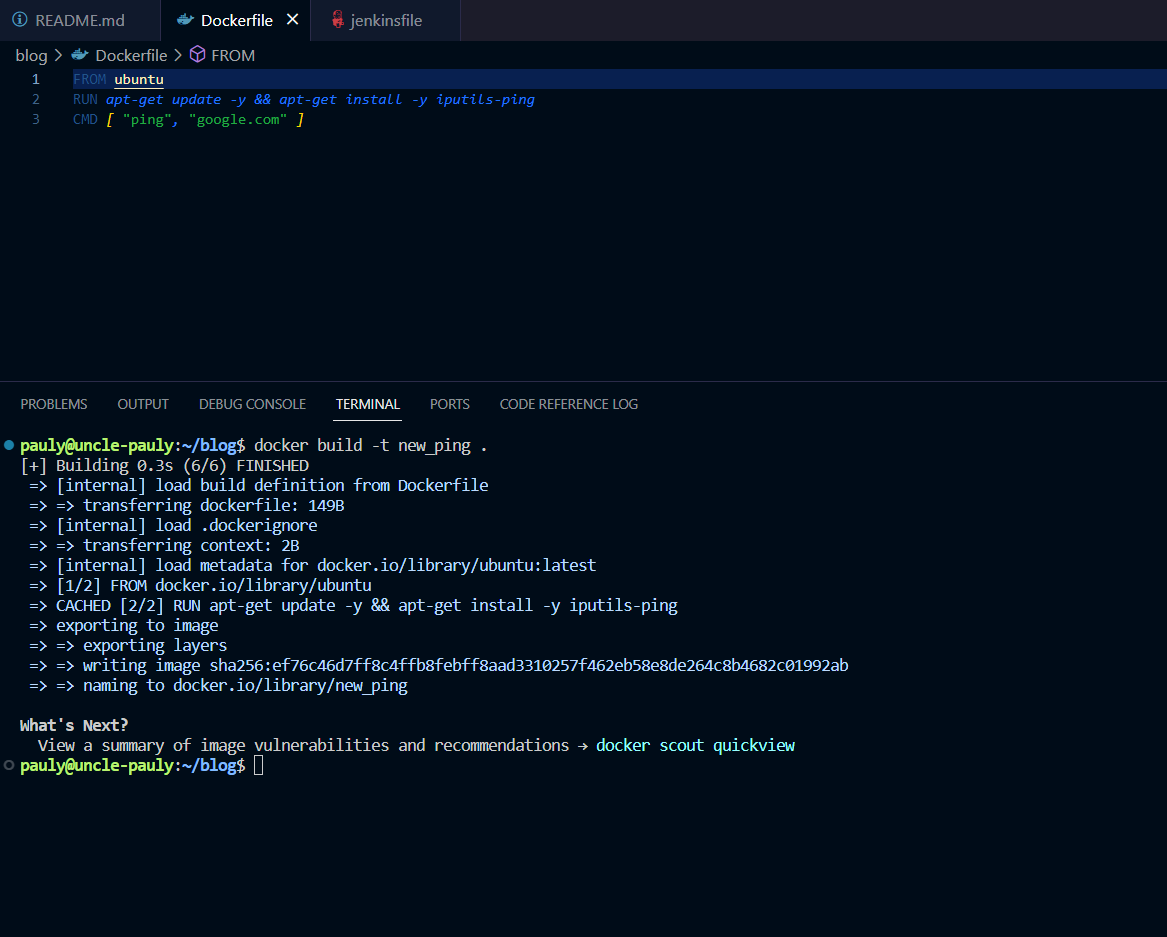 README.md Dockerfile jenkinsfile
blog > Dockerfile > FROM
1 FROM ubuntu
2 RUN apt-get update -y && apt-get install -y iputils-ping
3 CMD [ "ping", "google.com" ]
PROBLEMS OUTPUT DEBUG CONSOLE TERMINAL PORTS CODE REFERENCE LOG
pauly@uncle-pauly:~/blog$ docker build -t new_ping .
[+] Building 0.3s (6/6) FINISHED
=> [internal] load build definition from Dockerfile
=> => transferring dockerfile: 149B
=> [internal] load .dockerignore
=> => transferring context: 2B
=> [internal] load metadata for docker.io/library/ubuntu:latest
=> [1/2] FROM docker.io/library/ubuntu
=> CACHED [2/2] RUN apt-get update -y && apt-get install -y iputils-ping
=> exporting to image
=> => exporting layers
=> => writing image sha256:ef76c46d7ff8c4ffb8febff8aad3310257f462eb58e8de264c8b4682c01992ab
=> => naming to docker.io/library/new_ping
What's Next?
View a summary of image vulnerabilities and recommendations → docker scout quickview
pauly@uncle-pauly:~/blog$